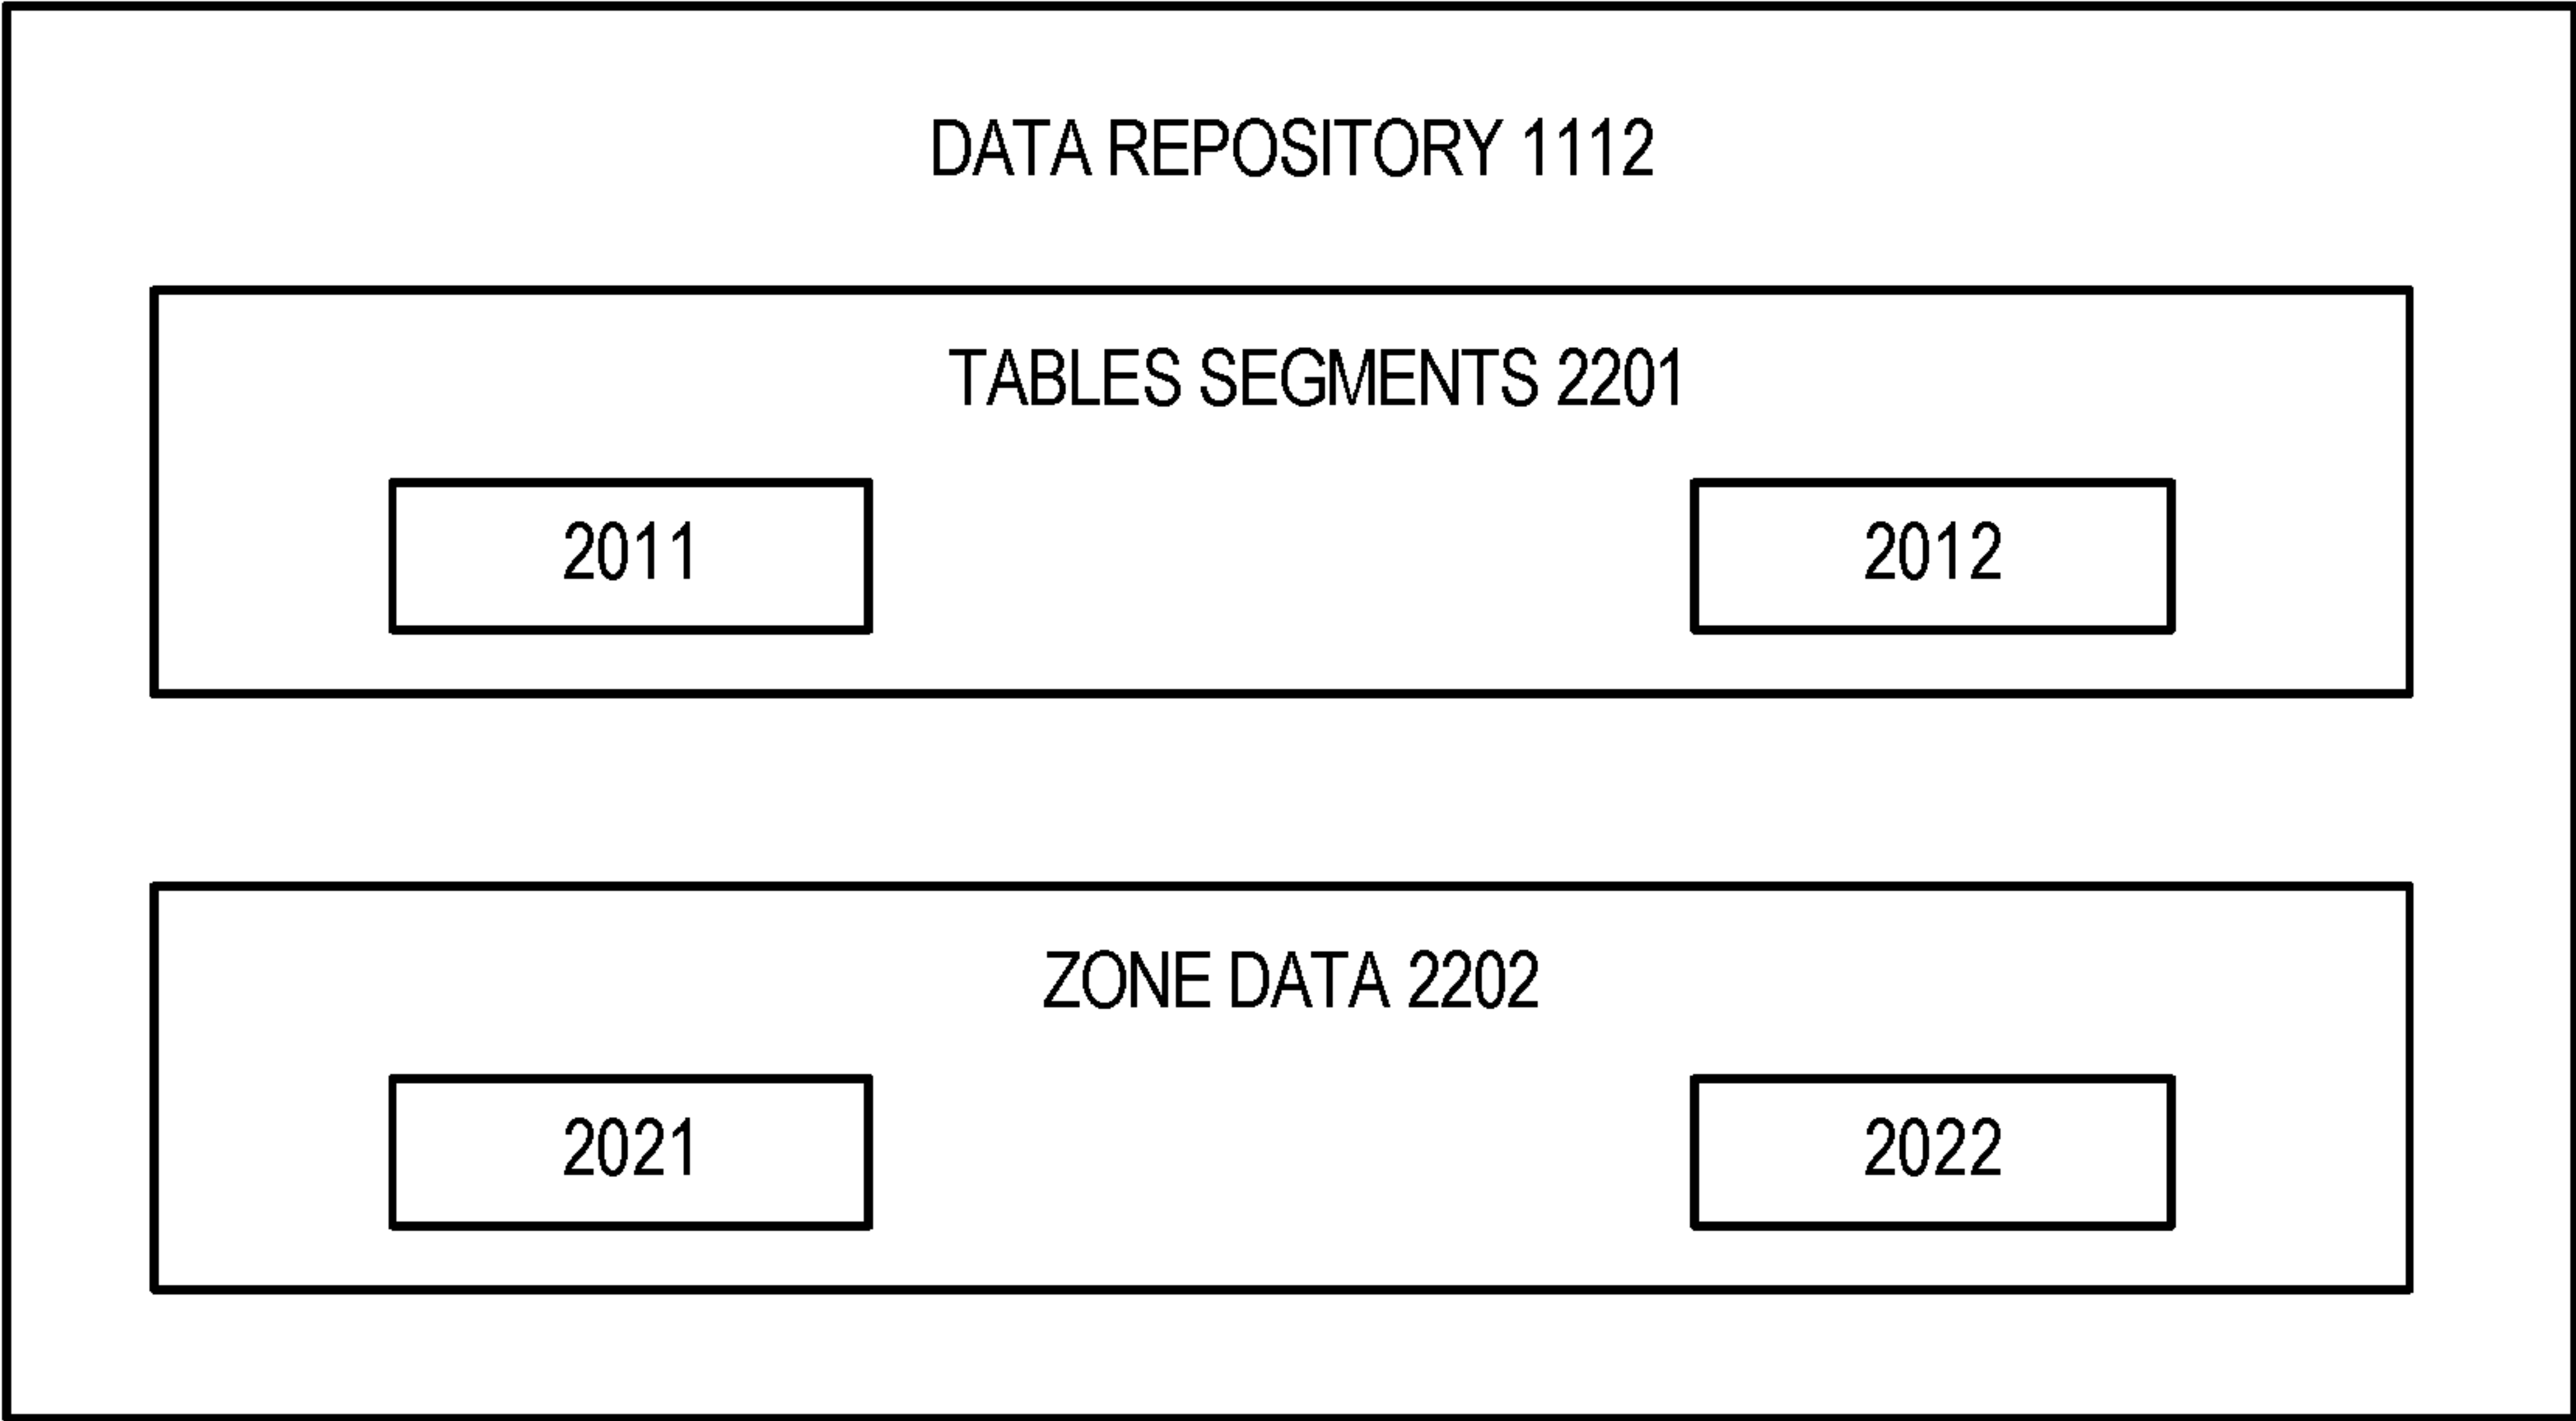 DATA REPOSITORY 1112
TABLES SEGMENTS 2201
2011 2012
ZONE DATA 2202
2021 2022